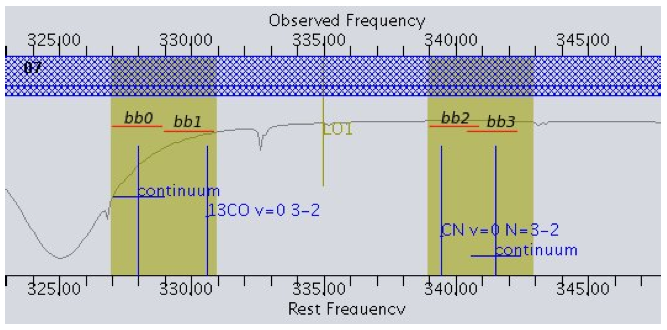 Observed Frequency
325.00 330.00 335.00 340.00 345.00
07
bb0 bb1 LO1 bb2 bb3
continuum
13CO v=0 3-2
CN v=0 N=3-2
continuum
325.00 330.00 335.00 340.00 345.00
Rest Frequency